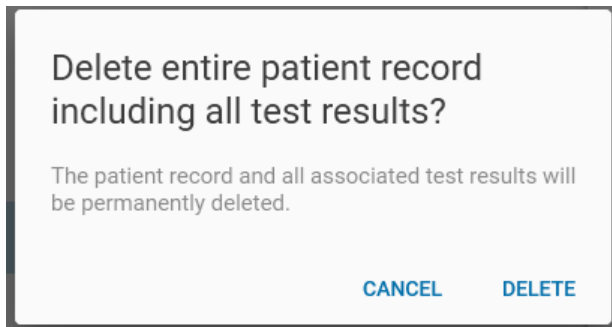 Delete entire patient record
including all test results?
The patient record and all associated test results will
be permanently deleted.
CANCEL DELETE